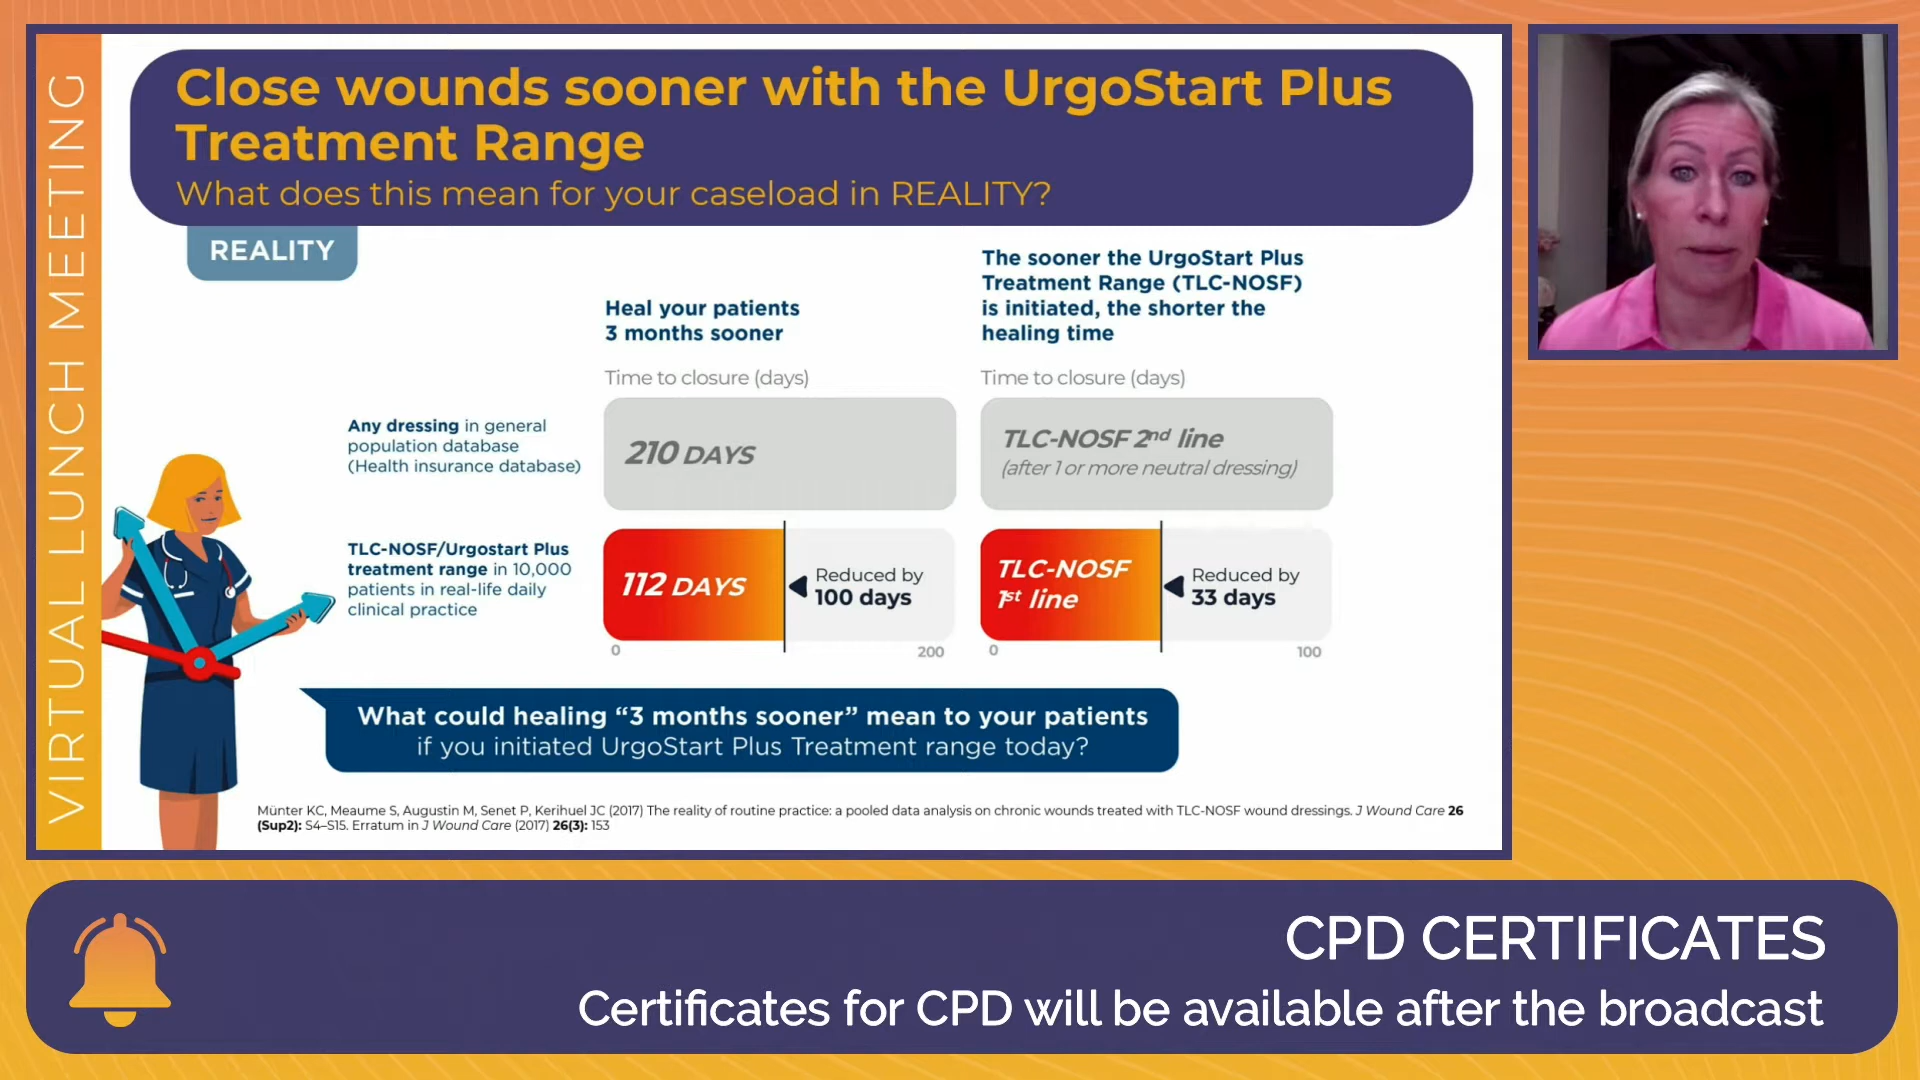 VIRTUAL LUNCH MEETING
Close wounds sooner with the UrgoStart Plus
Treatment Range
What does this mean for your caseload in REALITY?
REALITY
Heal your patients
3 months sooner
Time to closure (days)
The sooner the UrgoStart Plus
Treatment Range (TLC-NOSF)
is initiated, the shorter the
healing time
Time to closure (days)
Any dressing in general
population database
(Health insurance database)
210 DAYS
TLC-NOSF 2nd line
(after 1 or more neutral dressing)
TLC-NOSF/Urgostart Plus
treatment range in 10,000
patients in real-life daily
clinical practice
112 DAYS
Reduced by
100 days
0 200
TLC-NOSF
1st line
Reduced by
33 days
0 100
What could healing “3 months sooner” mean to your patients
if you initiated UrgoStart Plus Treatment range today?
Münter KC, Meaume S, Augustin M, Senet P, Kerihuel JC (2017) The reality of routine practice: a pooled data analysis on chronic wounds treated with TLC-NOSF wound dressings. J Wound Care 26
(Sup2): S4–S15. Erratum in J Wound Care (2017) 26(3): 153
CPD CERTIFICATES
Certificates for CPD will be available after the broadcast